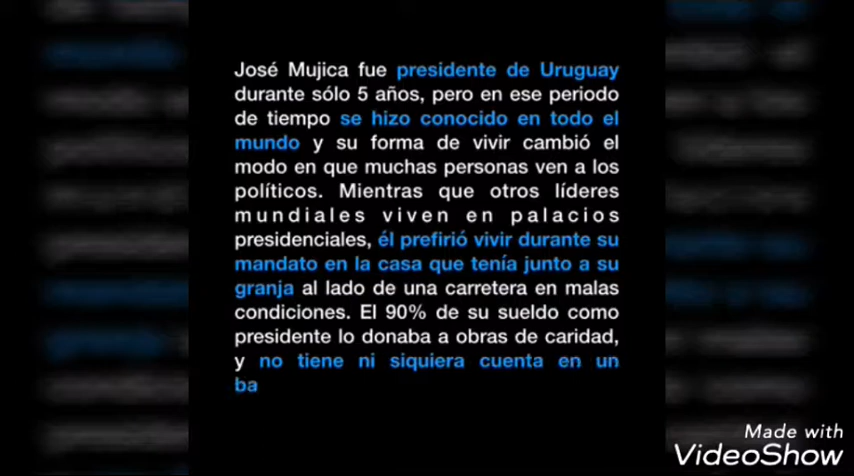 José Mujica fue presidente de Uruguay
durante sólo 5 años, pero en ese periodo
de tiempo se hizo conocido en todo el
mundo y su forma de vivir cambió el
modo en que muchas personas ven a los
políticos. Mientras que otros líderes
mundiales viven en palacios
presidenciales, él prefirió vivir durante su
mandato en la casa que tenía junto a su
granja al lado de una carretera en malas
condiciones. El 90% de su sueldo como
presidente lo donaba a obras de caridad,
y no tiene ni siquiera cuenta en un
ba
Made with
VideoShow